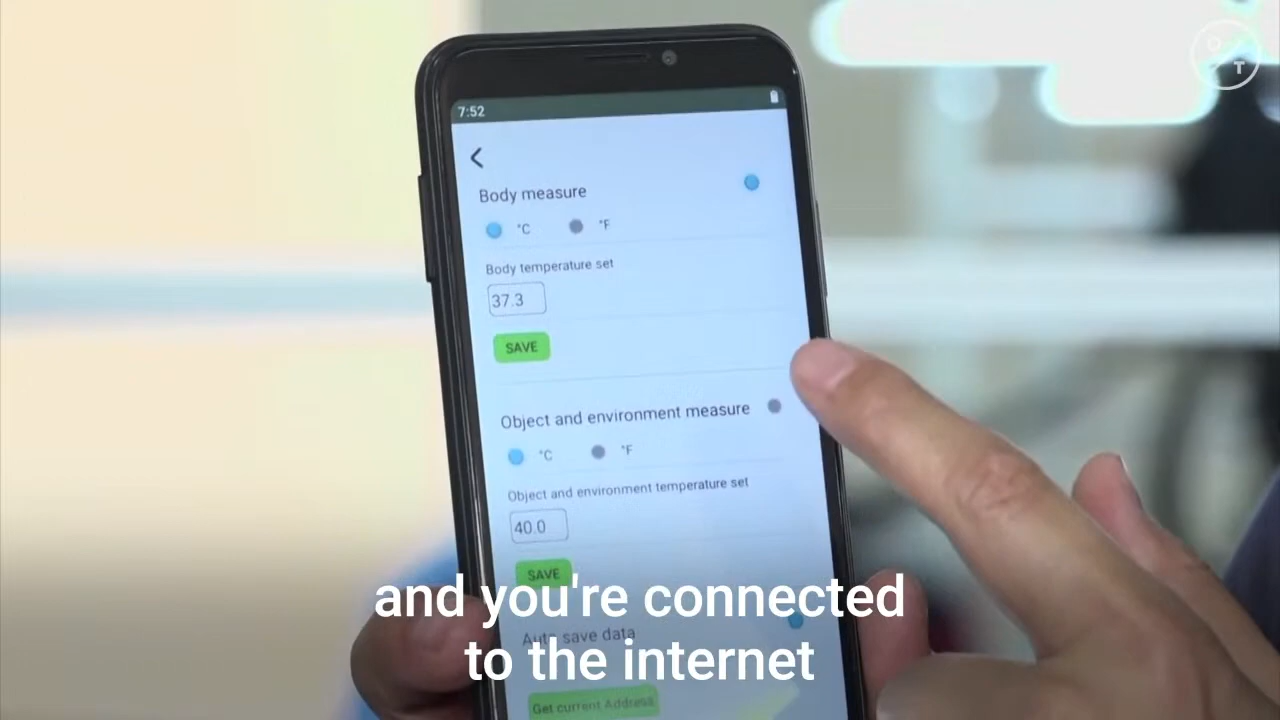 7:52
Body measure
°C °F
Body temperature set
37.3
SAVE
Object and environment measure
°C °F
Object and environment temperature set
40.0
SAVE
and you're connected
Auto save data
to the internet
Get current Address
O
T